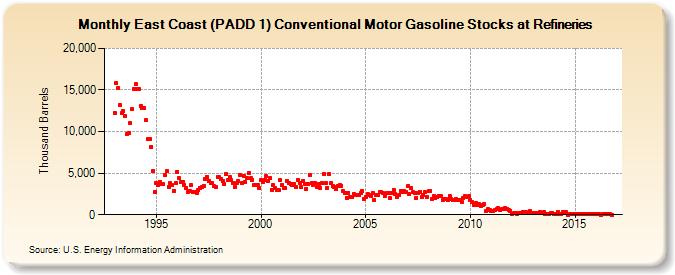 Monthly East Coast (PADD 1) Conventional Motor Gasoline Stocks at Refineries
Thousand Barrels
20,000
15,000
10,000
5,000
0
1995 2000 2005 2010 2015
Source: U.S. Energy Information Administration